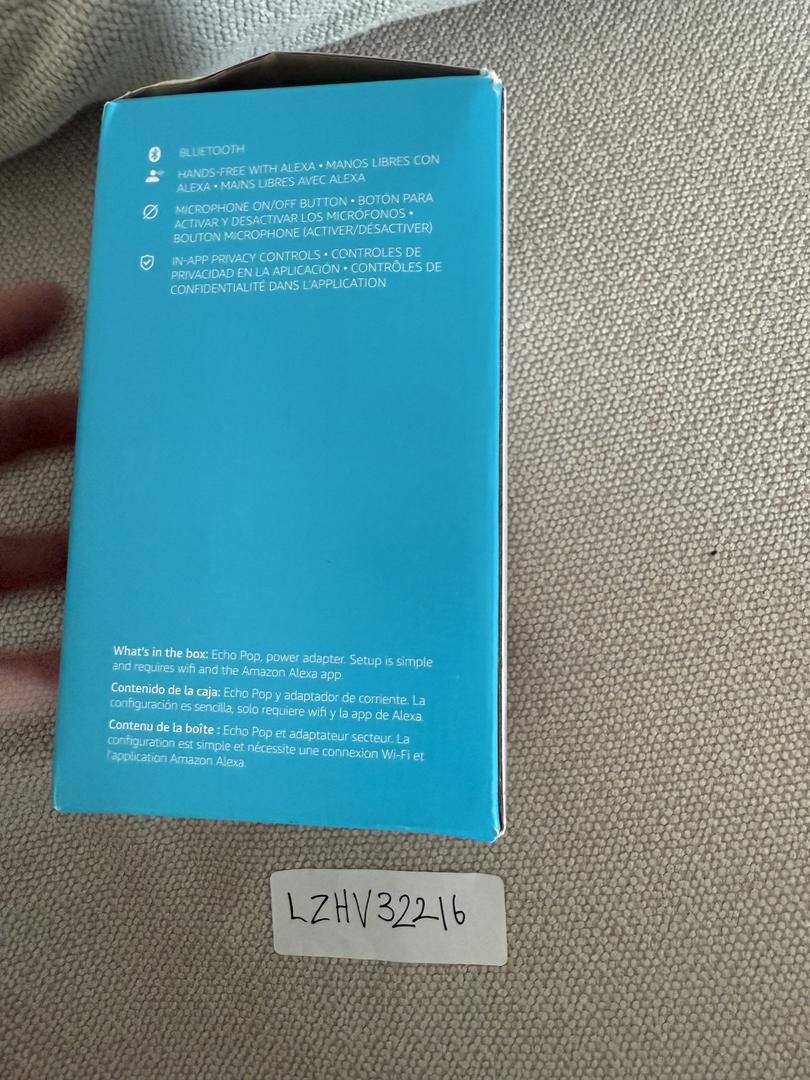 BLUETOOTH
HANDS-FREE WITH ALEXA • MANOS LIBRES CON
ALEXA • MAINS LIBRES AVEC ALEXA
MICROPHONE ON/OFF BUTTON • BOTÓN PARA
ACTIVAR Y DESACTIVAR LOS MICRÓFONOS •
BOUTON MICROPHONE (ACTIVER/DÉSACTIVER)
IN-APP PRIVACY CONTROLS • CONTROLES DE
PRIVACIDAD EN LA APLICACIÓN • CONTRÔLES DE
CONFIDENTIALITÉ DANS L'APPLICATION
What's in the box: Echo Pop, power adapter. Setup is simple
and requires wifi and the Amazon Alexa app.
Contenido de la caja: Echo Pop y adaptador de corriente. La
configuración es sencilla, solo requiere wifi y la app de Alexa.
Contenu de la boîte : Echo Pop et adaptateur secteur. La
configuration est simple et nécessite une connexion Wi-Fi et
l'application Amazon Alexa.
LZHV32216